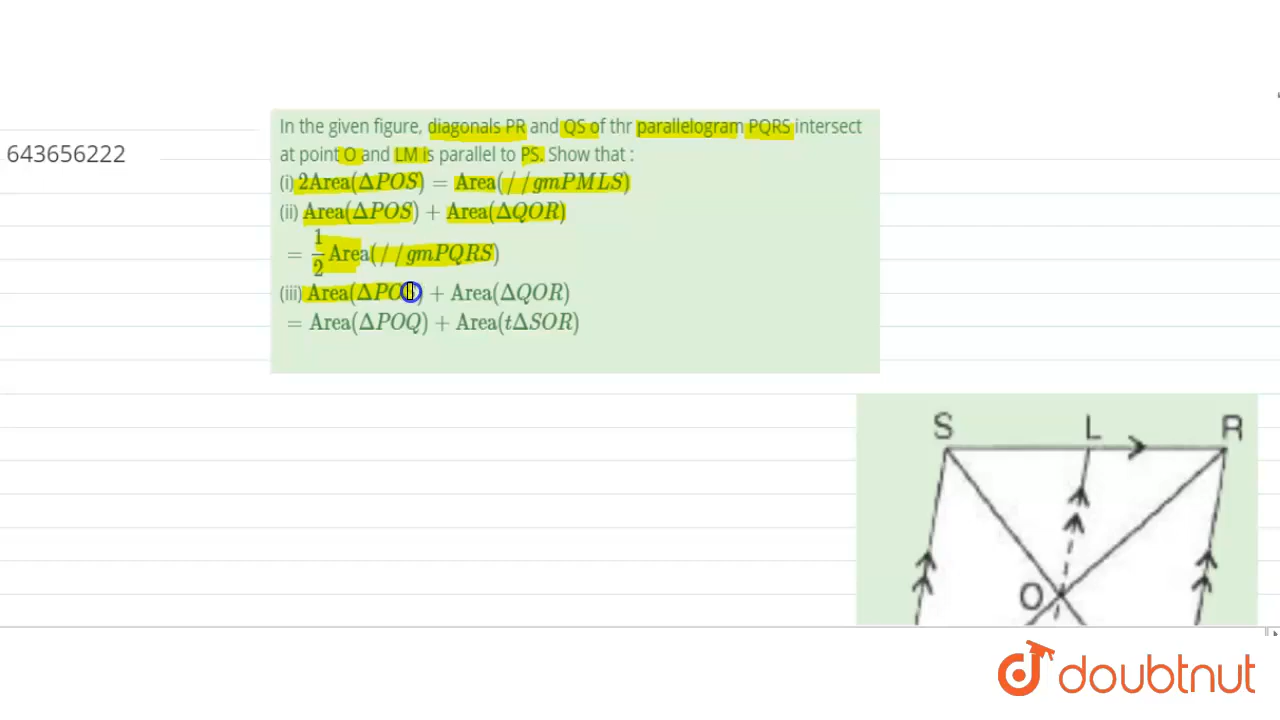 In the given figure, diagonals PR and QS of thr parallelogram PQRS intersect
643656222
at point O and LM is parallel to PS. Show that :
(i) 2Area(ΔPOS) = Area(//gmPMLS)
(ii) Area(ΔPOS) + Area(ΔQOR)
= 1/2 Area(//gmPQRS)
(iii) Area(ΔPOS) + Area(ΔQOR)
= Area(ΔPOQ) + Area(tΔSOR)
S L R
O
doubtnut